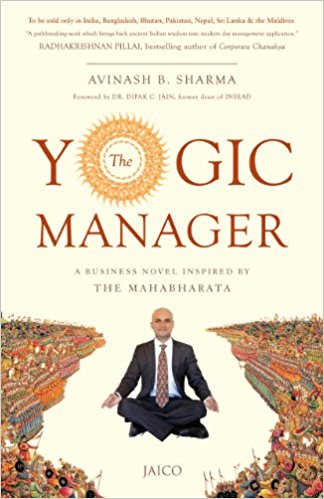 To be sold only in India, Bangladesh, Bhutan, Pakistan, Nepal, Sri Lanka & the Maldives
"A pathbreaking work which brings back ancient Indian wisdom into modern day management application."
RADHAKRISHNAN PILLAI, bestselling author of Corporate Chanakya
AVINASH B. SHARMA
Foreword by DR. DIPAK C. JAIN, former dean of INSEAD
The
YOGIC
MANAGER
A BUSINESS NOVEL INSPIRED BY
THE MAHABHARATA
JAICO